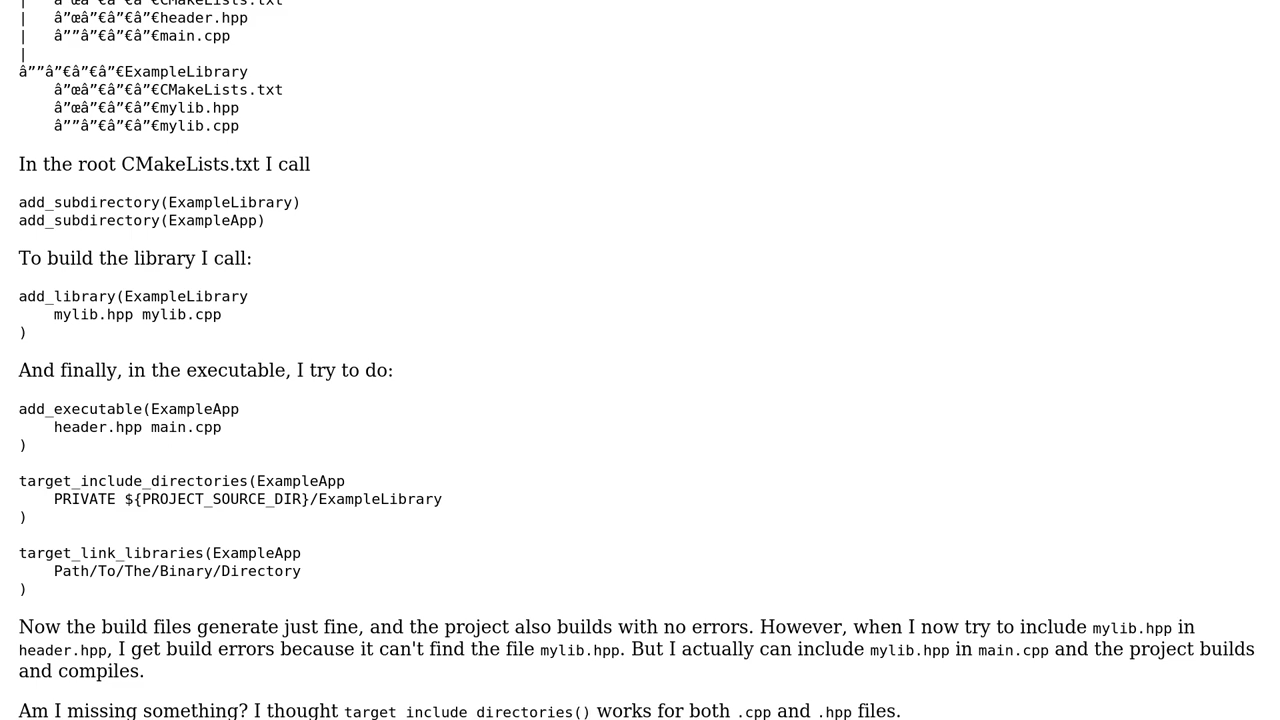 |   â”œâ”€â”€â”€CMakeLists.txt
|   â”œâ”€â”€â”€header.hpp
|   â””â”€â”€â”€main.cpp
|
â””â”€â”€â”€ExampleLibrary
    â”œâ”€â”€â”€CMakeLists.txt
    â”œâ”€â”€â”€mylib.hpp
    â””â”€â”€â”€mylib.cpp
In the root CMakeLists.txt I call
add_subdirectory(ExampleLibrary)
add_subdirectory(ExampleApp)
To build the library I call:
add_library(ExampleLibrary
    mylib.hpp mylib.cpp
)
And finally, in the executable, I try to do:
add_executable(ExampleApp
    header.hpp main.cpp
)
target_include_directories(ExampleApp
    PRIVATE ${PROJECT_SOURCE_DIR}/ExampleLibrary
)
target_link_libraries(ExampleApp
    Path/To/The/Binary/Directory
)
Now the build files generate just fine, and the project also builds with no errors. However, when I now try to include mylib.hpp in
header.hpp, I get build errors because it can't find the file mylib.hpp. But I actually can include mylib.hpp in main.cpp and the project builds
and compiles.
Am I missing something? I thought target_include_directories() works for both .cpp and .hpp files.